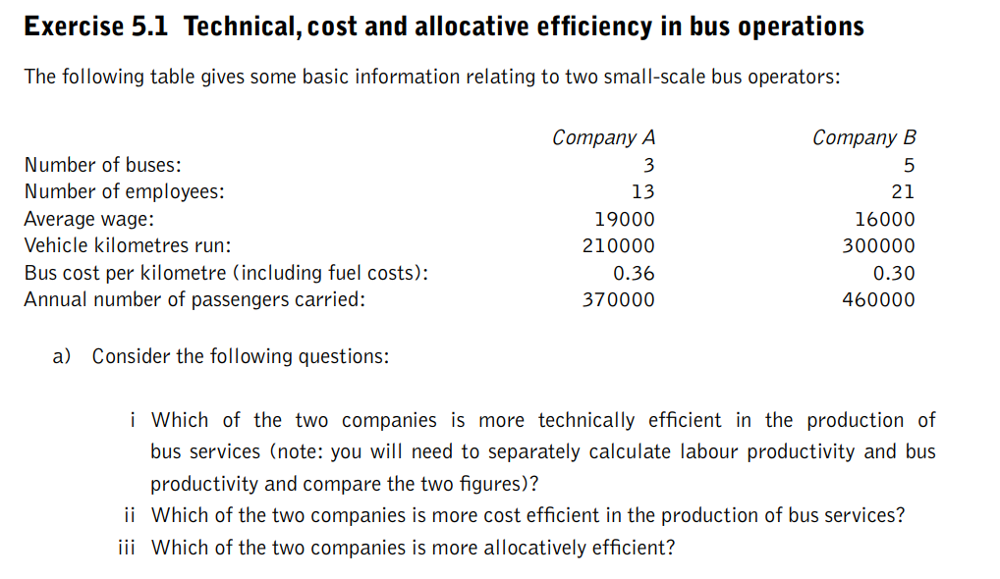 Exercise 5.1 Technical, cost and allocative efficiency in bus operations
The following table gives some basic information relating to two small-scale bus operators:
Company A Company B
Number of buses: 3 5
Number of employees: 13 21
Average wage: 19000 16000
Vehicle kilometres run: 210000 300000
Bus cost per kilometre (including fuel costs): 0.36 0.30
Annual number of passengers carried: 370000 460000
a) Consider the following questions:
i Which of the two companies is more technically efficient in the production of
bus services (note: you will need to separately calculate labour productivity and bus
productivity and compare the two figures)?
ii Which of the two companies is more cost efficient in the production of bus services?
iii Which of the two companies is more allocatively efficient?